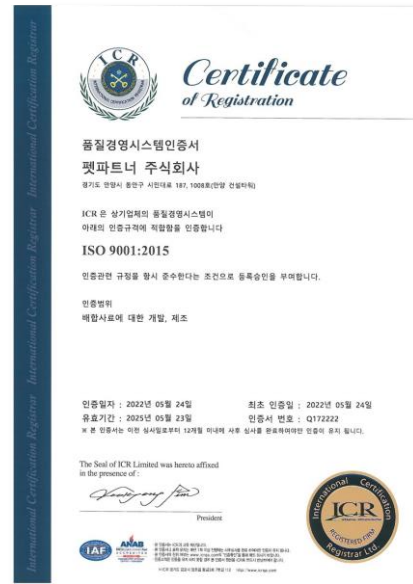 ICR
Certificate
of Registration
품질경영시스템인증서
펫파트너 주식회사
경기도 안양시 동안구 시민대로 187, 1008호(안양 건설타워)
ICR 은 상기업체의 품질경영시스템이
아래의 인증규격에 적합함을 인증합니다
ISO 9001:2015
인증관련 규정을 항시 준수한다는 조건으로 등록승인을 부여합니다.
인증범위
배합사료에 대한 개발, 제조
인증일자 : 2022년 05월 24일 최초 인증일 : 2022년 05월 24일
유효기간 : 2025년 05월 23일 인증서 번호 : Q172222
※ 본 인증서는 이전 심사일로부터 12개월 이내에 사후 심사를 완료하여야만 인증이 유지 됩니다.
The Seal of ICR Limited was hereto affixed
in the presence of :
President
IAF
ANAB
International Certification
ICR
REGISTERED FIRM
Registrar Ltd
International Certification Registrar International Certification Registrar International Certification Registrar